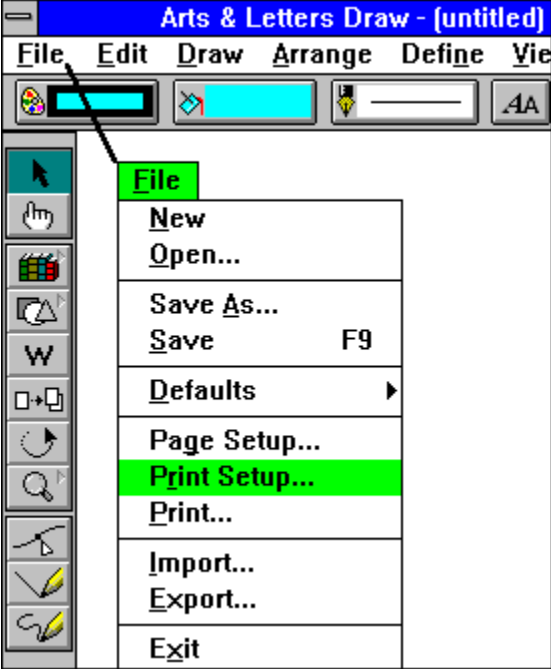 Arts & Letters Draw - (untitled)
File Edit Draw Arrange Define Vie
AA
File
New
Open...
Save As...
Save F9
Defaults
Page Setup...
Print Setup...
Print...
Import...
Export...
Exit
W